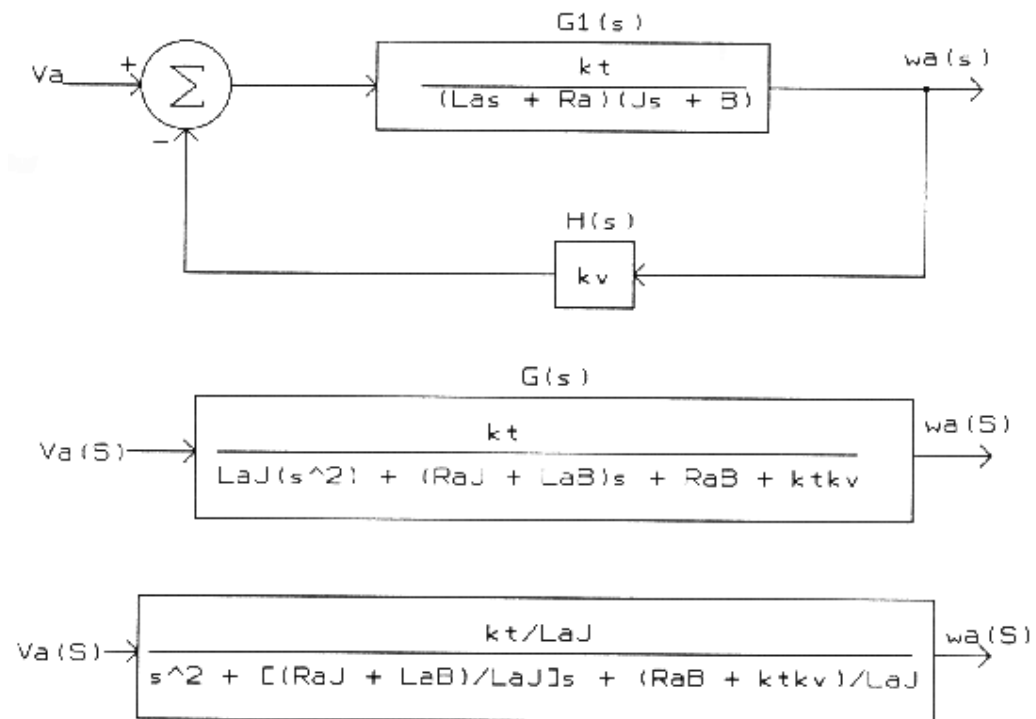 G1(s)
Va
+
Σ
−
kt
(Las + Ra)(Js + B)
wa(s)
H(s)
kv
G(s)
Va(S)
kt
LaJ(s^2) + (RaJ + LaB)s + RaB + ktkv
wa(S)
Va(S)
kt/LaJ
s^2 + [(RaJ + LaB)/LaJ]s + (RaB + ktkv)/LaJ
wa(S)